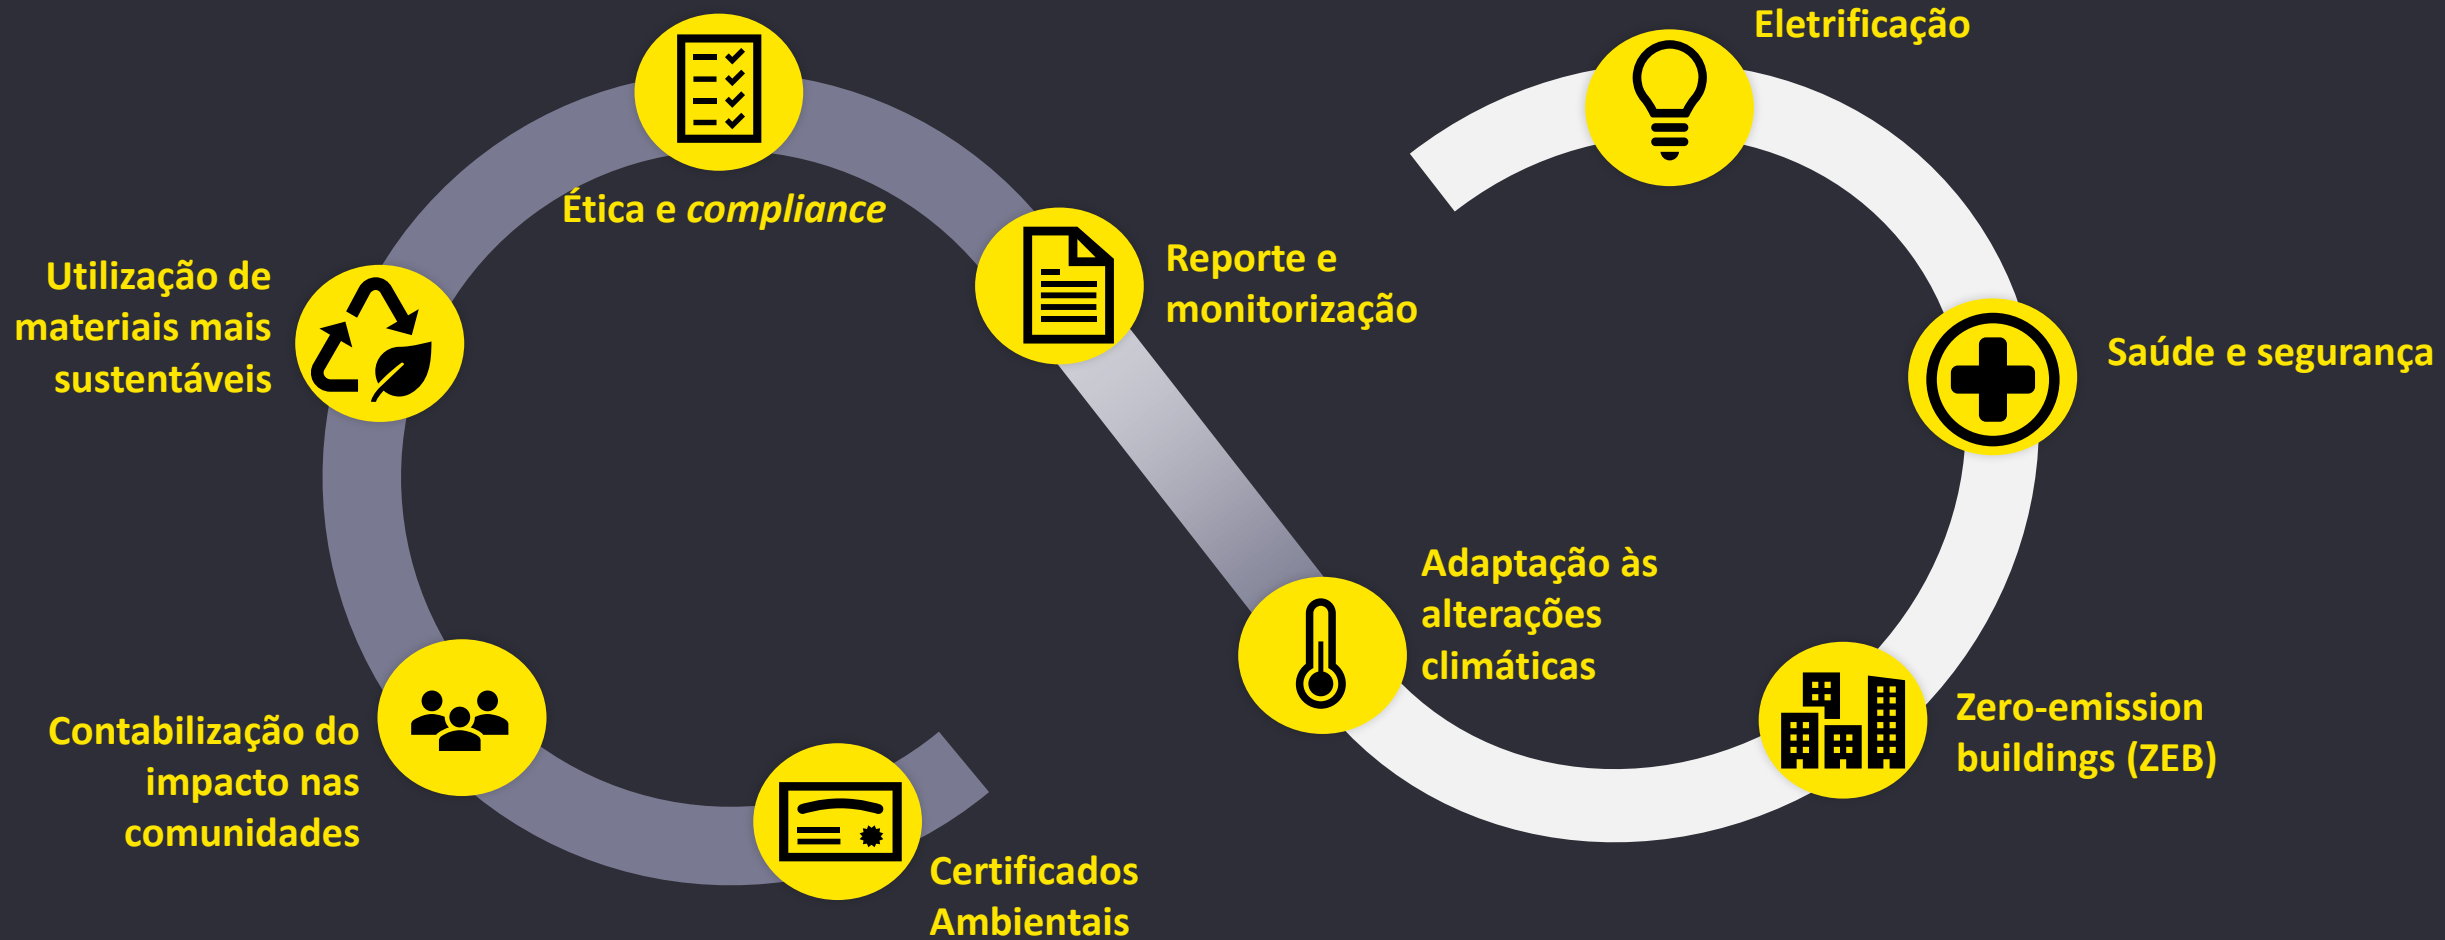 Eletrificação
Ética e compliance
Reporte e
monitorização
Utilização de
materiais mais
sustentáveis
Saúde e segurança
Adaptação às
alterações
climáticas
Zero-emission
buildings (ZEB)
Contabilização do
impacto nas
comunidades
Certificados
Ambientais